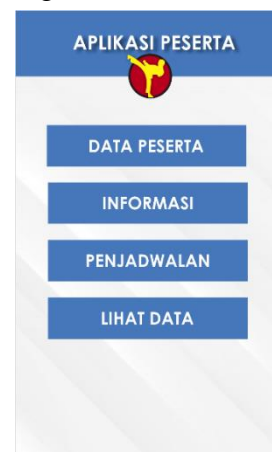 APLIKASI PESERTA
DATA PESERTA
INFORMASI
PENJADWALAN
LIHAT DATA